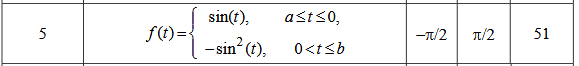 5 f(t)={ sin(t), a≤t≤0, −π/2 π/2 51
−sin²(t), 0<t≤b